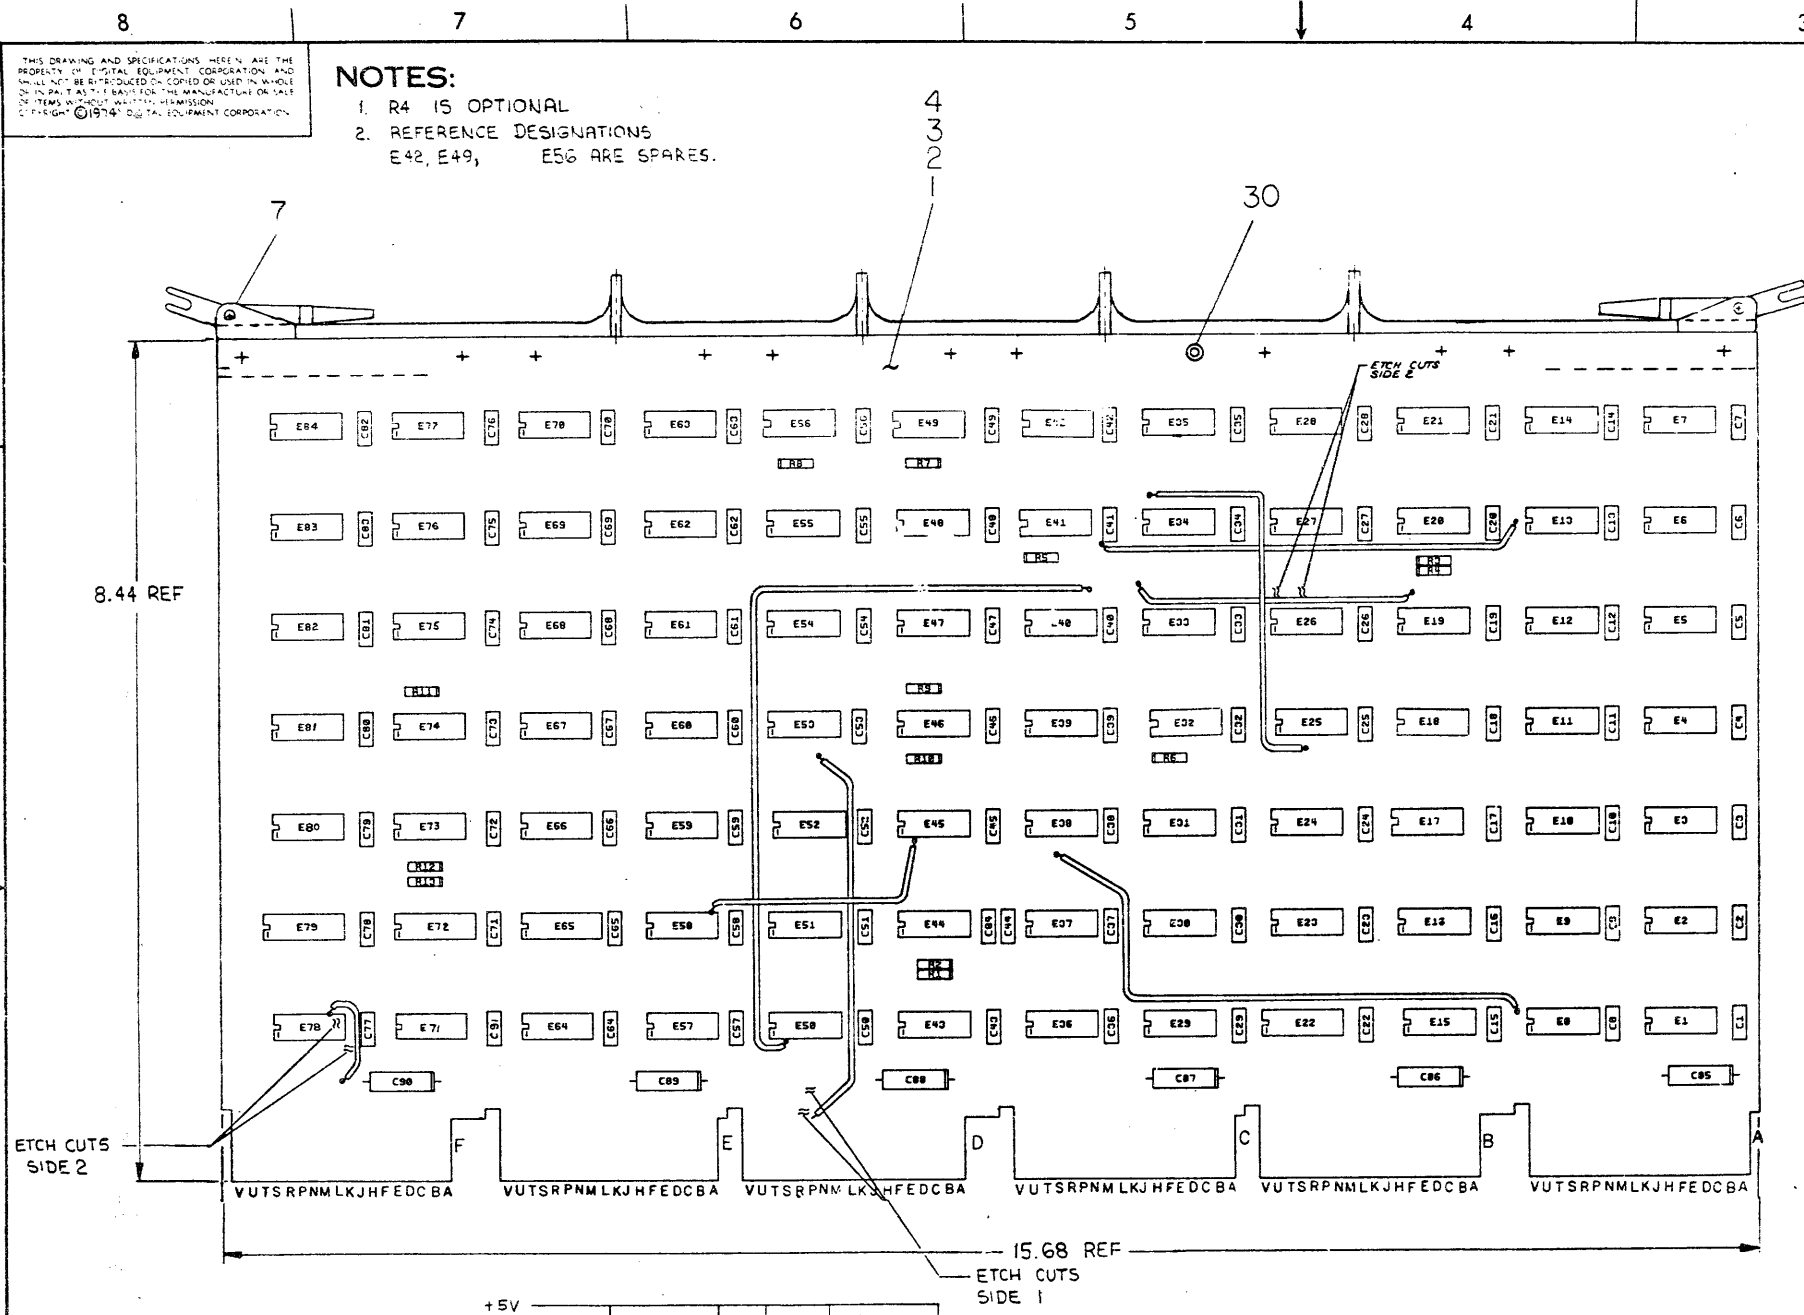 8 7 6 5 4 3
THIS DRAWING AND SPECIFICATIONS HEREIN ARE THE
PROPERTY OF DIGITAL EQUIPMENT CORPORATION AND
SHALL NOT BE REPRODUCED OR COPIED OR USED IN WHOLE
OR IN PART AS THE BASIS FOR THE MANUFACTURE OR SALE
OF ITEMS WITHOUT WRITTEN PERMISSION
COPYRIGHT ©1974 DIGITAL EQUIPMENT CORPORATION
NOTES:
1. R4 IS OPTIONAL
2. REFERENCE DESIGNATIONS
E42, E49, E56 ARE SPARES.
4
3
2
1
30
7
ETCH CUTS
SIDE 2
E84 C82 E77 C76 E70 C70 E63 C63 E56 C56 E49 C49 E42 C42 E35 C35 E28 C28 E21 C21 E14 C14 E7 C7
R8 R7
E83 C83 E76 C75 E69 C69 E62 C62 E55 C55 E48 C48 E41 C41 E34 C34 E27 C27 E20 C20 E13 C13 E6 C6
R5 R3
R4
8.44 REF
E82 C81 E75 C74 E68 C68 E61 C61 E54 C54 E47 C47 E40 C40 E33 C33 E26 C26 E19 C19 E12 C12 E5 C5
R11 R9
E81 C80 E74 C73 E67 C67 E60 C60 E53 C53 E46 C46 E39 C39 E32 C32 E25 C25 E18 C18 E11 C11 E4 C4
R10 R6
E80 C79 E73 C72 E66 C66 E59 C59 E52 C52 E45 C45 E38 C38 E31 C31 E24 C24 E17 C17 E10 C10 E3 C3
R12
R13
E79 C78 E72 C71 E65 C65 E58 C58 E51 C51 E44 C84 C44 E37 C37 E30 C30 E23 C23 E13 C16 E9 C9 E2 C2
R2
R1
E78 C77 E71 C91 E64 C64 E57 C57 E50 C50 E43 C43 E36 C36 E29 C29 E22 C22 E15 C15 E8 C8 E1 C1
C90 C89 C88 C87 C86 C85
ETCH CUTS
SIDE 2
F E D C B A
VUTSRPNMLKJHFEDCBA VUTSRPNMLKJHFEDCBA VUTSRPNMLKJHFEDCBA VUTSRPNMLKJHFEDCBA VUTSRPNMLKJHFEDCBA VUTSRPNMLKJHFEDCBA
15.68 REF
ETCH CUTS
SIDE 1
+5V